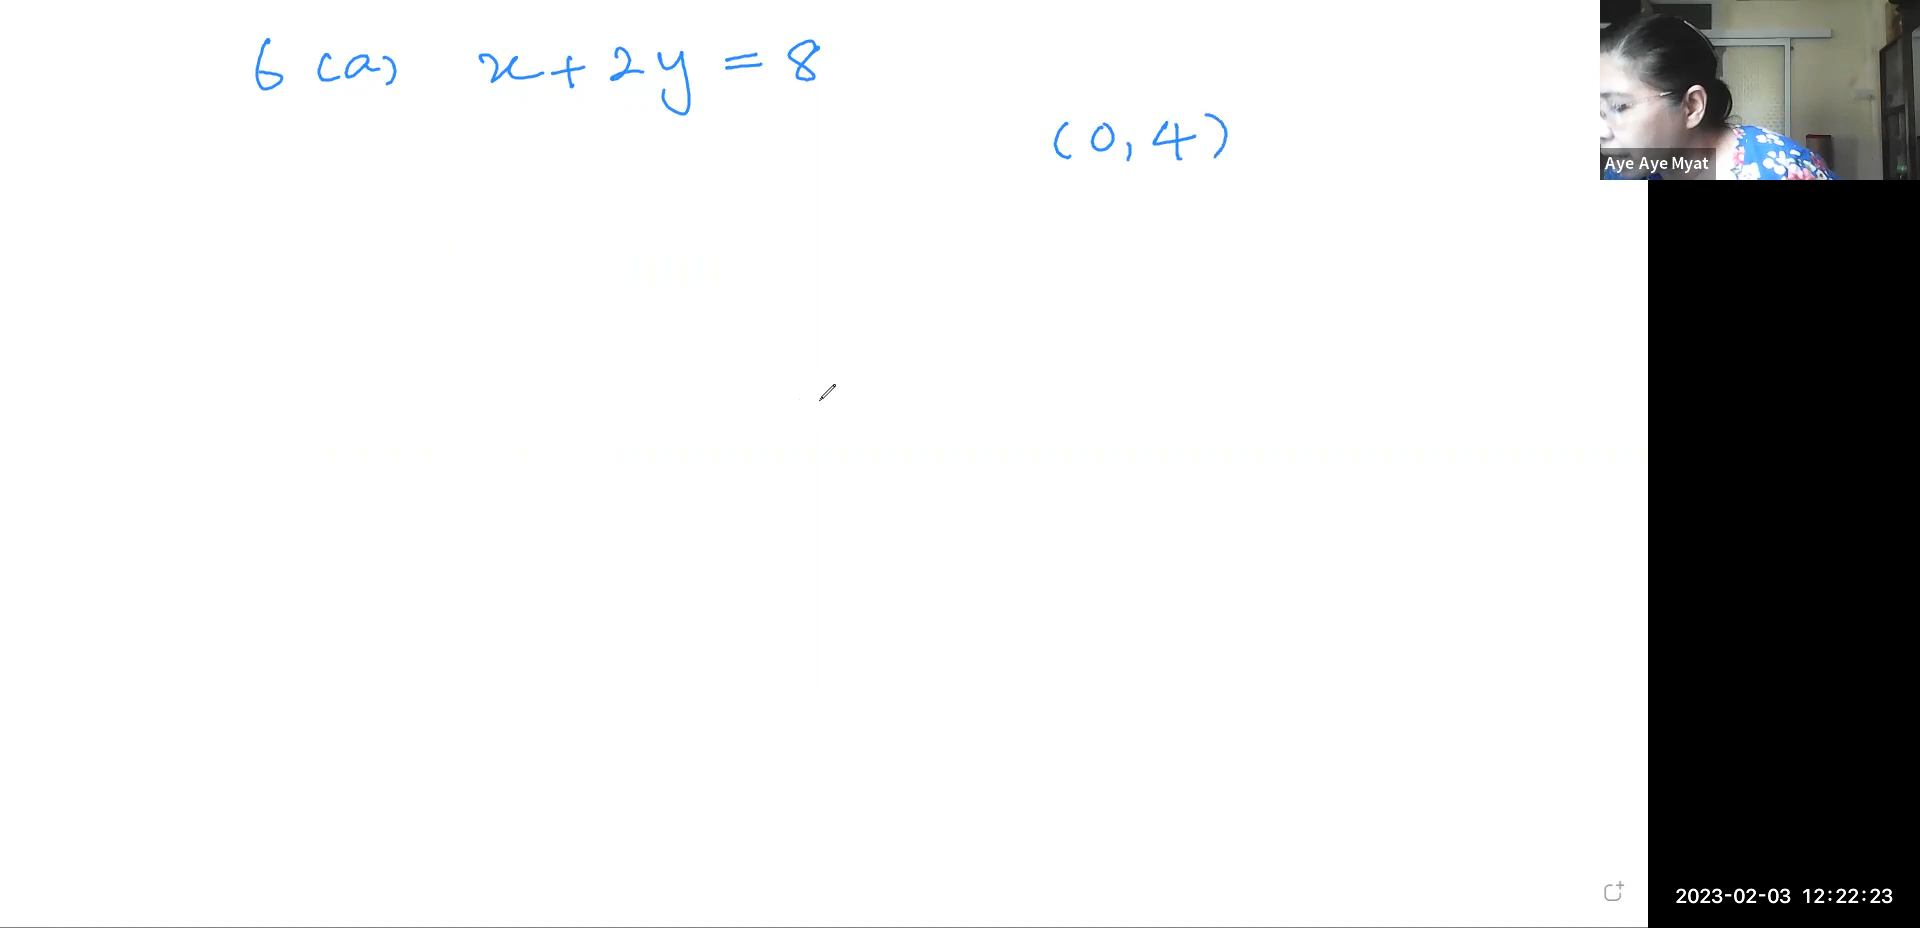 6 (a) x + 2y = 8
(0, 4)
Aye Aye Myat
2023-02-03 12:22:23